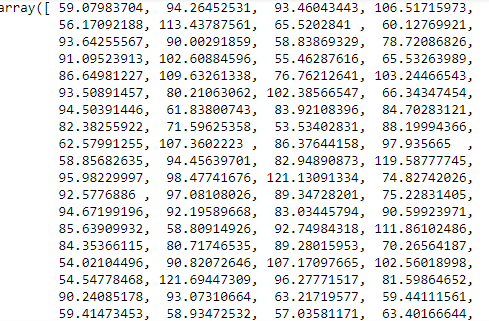 array([ 59.07983704,  94.26452531,  93.46043443, 106.51715973,
56.17092188, 113.43787561,  65.5202841 ,  60.12769921,
93.64255567,  90.00291859,  58.83869329,  78.72086826,
91.09523913, 102.60884596,  55.46287616,  65.53263989,
86.64981227, 109.63261338,  76.76212641, 103.24466543,
93.50891457,  80.21063062, 102.38566547,  66.34347454,
94.50391446,  61.83800743,  83.92108396,  84.70283121,
82.38255922,  71.59625358,  53.53402831,  88.19994366,
62.57991255, 107.3602223 ,  86.37644158,  97.935665  ,
58.85682635,  94.45639701,  82.94890873, 119.58777745,
95.98229997,  98.47741676, 121.13091334,  74.82742026,
92.5776886 ,  97.08108026,  89.34728201,  75.22831405,
94.67199196,  92.19589668,  83.03445794,  90.59923971,
85.63909932,  58.80914926,  92.74984318, 111.86102486,
84.35366115,  80.71746535,  89.28015953,  70.26564187,
54.02104496,  90.82072646, 107.17097665, 102.56018998,
54.54778468, 121.69447309,  96.27771517,  81.59864652,
90.24085178,  93.07310664,  63.21719577,  59.44111561,
59.41473453,  58.93472532,  57.03581171,  63.40166644,